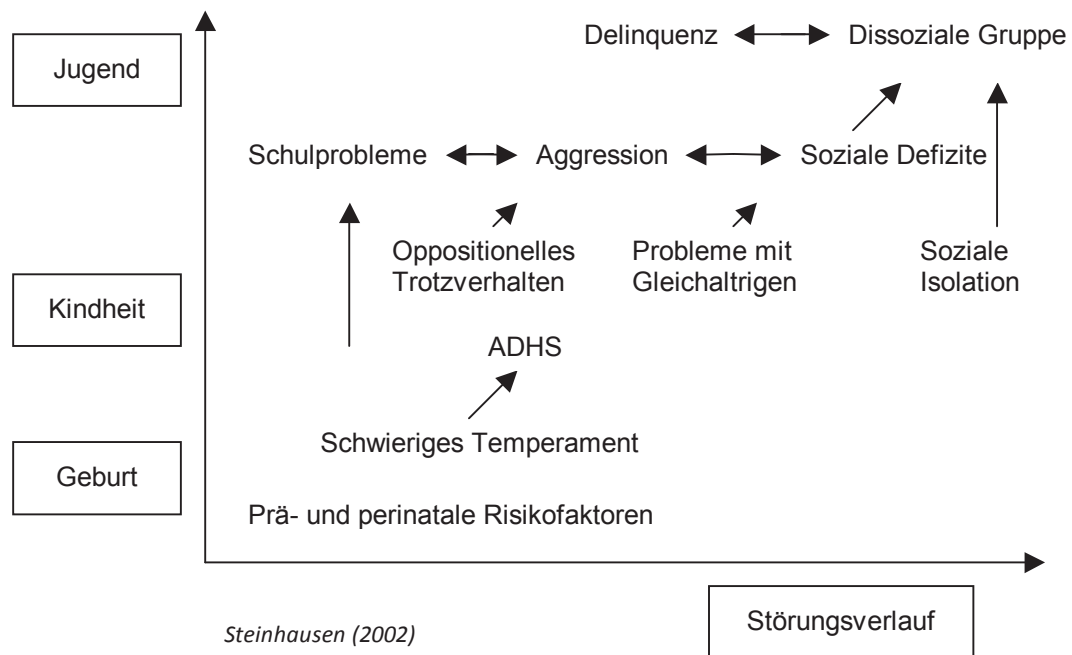 Jugend
Delinquenz
Dissoziale Gruppe
Schulprobleme
Aggression
Soziale Defizite
Oppositionelles
Trotzverhalten
Probleme mit
Gleichaltrigen
Soziale
Isolation
Kindheit
ADHS
Schwieriges Temperament
Geburt
Prä- und perinatale Risikofaktoren
Störungsverlauf
Steinhausen (2002)